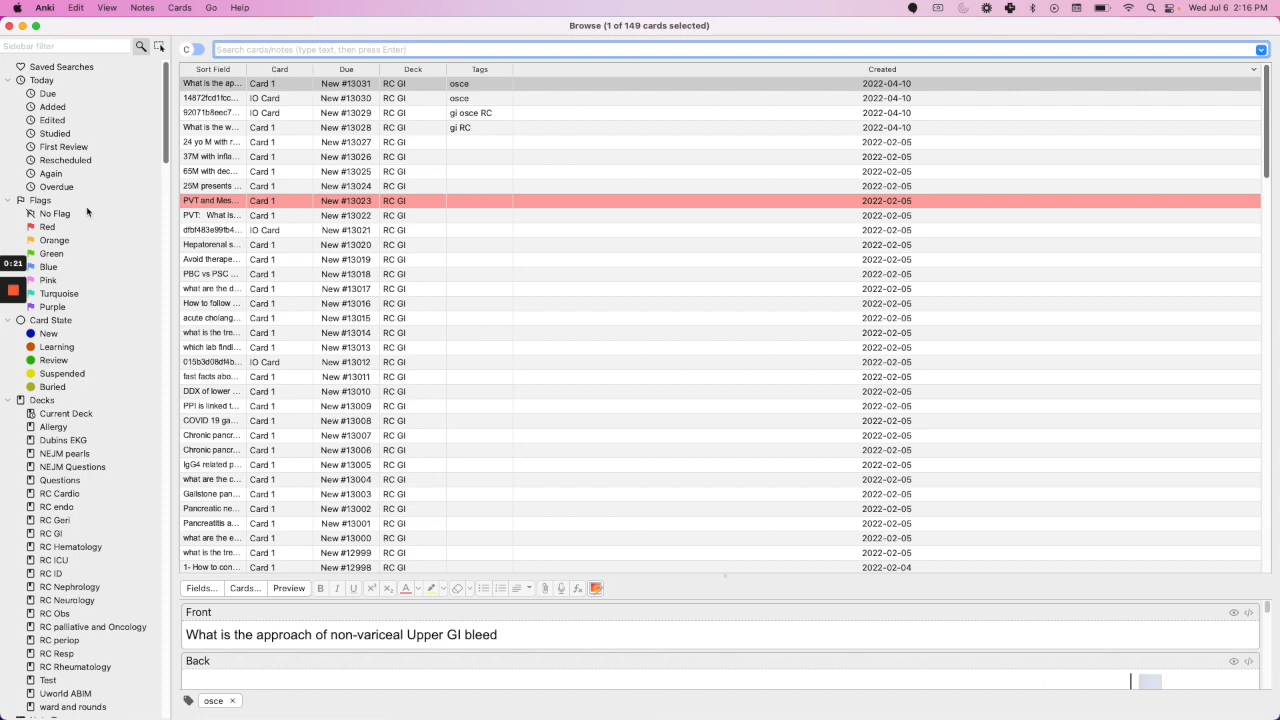 Anki Edit View Notes Cards Go Help Wed Jul 6 2:16 PM
Browse (1 of 149 cards selected)
Sidebar filter
C Search cards/notes (type text, then press Enter)
Saved Searches
Today
Due
Added
Edited
Studied
First Review
Rescheduled
Again
Overdue
Flags
No Flag
Red
Orange
Green
Blue
Pink
Turquoise
Purple
0:21
Card State
New
Learning
Review
Suspended
Buried
Decks
Current Deck
Allergy
Dubins EKG
NEJM pearls
NEJM Questions
Questions
RC Cardio
RC endo
RC Geri
RC GI
RC Hematology
RC ICU
RC ID
RC Nephrology
RC Neurology
RC Obs
RC palliative and Oncology
RC periop
RC Resp
RC Rheumatology
Test
Uworld ABIM
ward and rounds
Sort Field Card Due Deck Tags Created
What is the ap... Card 1 New #13031 RC GI osce 2022-04-10
14872fcd1fcc... IO Card New #13030 RC GI osce 2022-04-10
92071b8eec7... IO Card New #13029 RC GI gi osce RC 2022-04-10
What is the w... Card 1 New #13028 RC GI gi RC 2022-04-10
24 yo M with r... Card 1 New #13027 RC GI 2022-02-05
37M with infla... Card 1 New #13026 RC GI 2022-02-05
65M with dec... Card 1 New #13025 RC GI 2022-02-05
25M presents ... Card 1 New #13024 RC GI 2022-02-05
PVT and Mes... Card 1 New #13023 RC GI 2022-02-05
PVT: What is... Card 1 New #13022 RC GI 2022-02-05
dfbf483e99fb4... IO Card New #13021 RC GI 2022-02-05
Hepatorenal s... Card 1 New #13020 RC GI 2022-02-05
Avoid therape... Card 1 New #13019 RC GI 2022-02-05
PBC vs PSC ... Card 1 New #13018 RC GI 2022-02-05
what are the d... Card 1 New #13017 RC GI 2022-02-05
How to follow ... Card 1 New #13016 RC GI 2022-02-05
acute cholang... Card 1 New #13015 RC GI 2022-02-05
what is the tre... Card 1 New #13014 RC GI 2022-02-05
which lab findi... Card 1 New #13013 RC GI 2022-02-05
015b3d08df4b... IO Card New #13012 RC GI 2022-02-05
fast facts abo... Card 1 New #13011 RC GI 2022-02-05
DDX of lower ... Card 1 New #13010 RC GI 2022-02-05
PPI is linked t... Card 1 New #13009 RC GI 2022-02-05
COVID 19 ga... Card 1 New #13008 RC GI 2022-02-05
Chronic pancr... Card 1 New #13007 RC GI 2022-02-05
Chronic pancr... Card 1 New #13006 RC GI 2022-02-05
IgG4 related p... Card 1 New #13005 RC GI 2022-02-05
what are the c... Card 1 New #13004 RC GI 2022-02-05
Gallstone pan... Card 1 New #13003 RC GI 2022-02-05
Pancreatic ne... Card 1 New #13002 RC GI 2022-02-05
Pancreatitis a... Card 1 New #13001 RC GI 2022-02-05
what are the e... Card 1 New #13000 RC GI 2022-02-05
what is the tre... Card 1 New #12999 RC GI 2022-02-05
1- How to con... Card 1 New #12998 RC GI 2022-02-04
Fields... Cards... Preview B I U X² X₂ A fx
Front
What is the approach of non-variceal Upper GI bleed
Back
osce ×